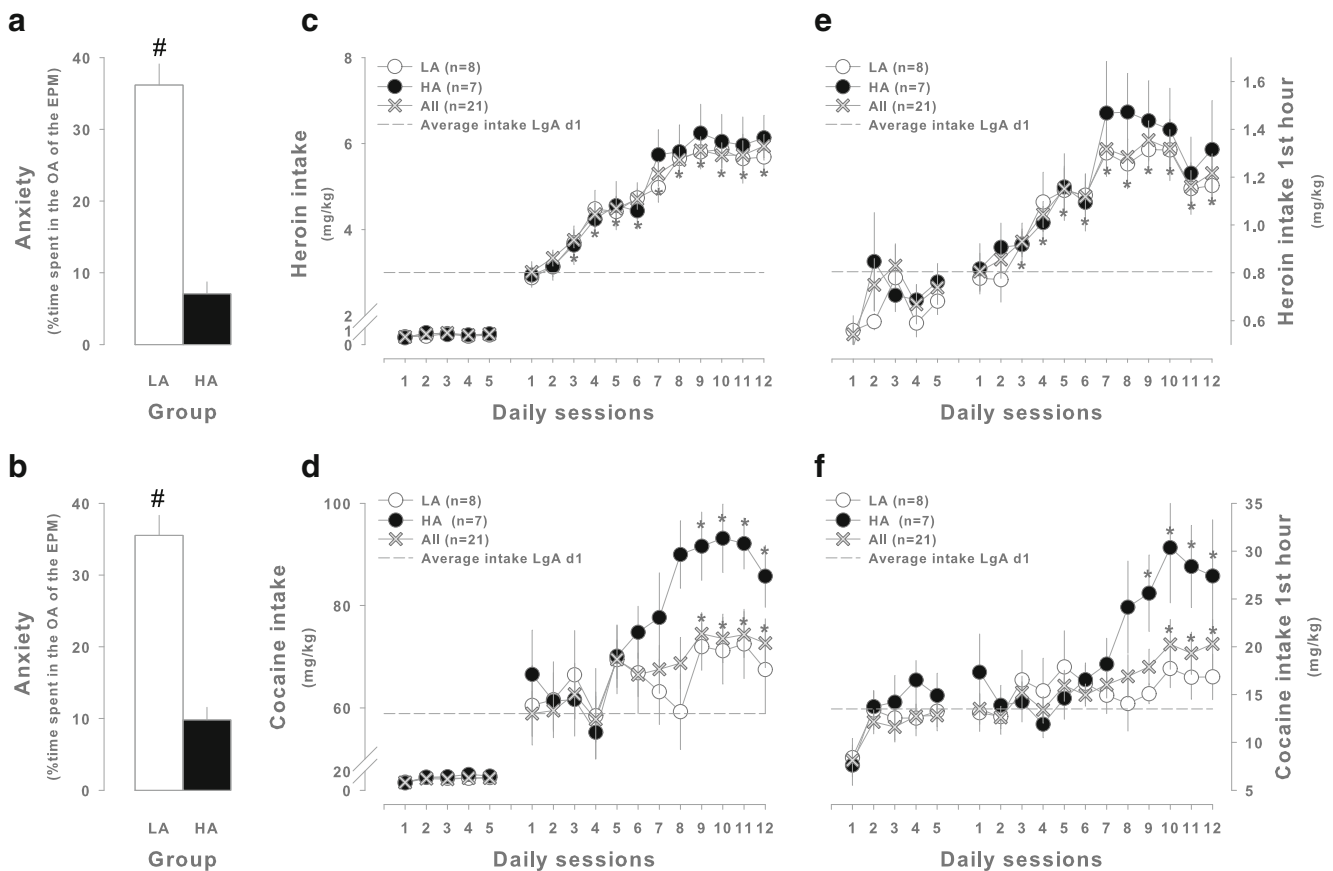 a
#
40
30
20
10
0
Anxiety
(%time spent in the OA of the EPM)
LA HA
Group
c
8
6
4
2
1
0
Heroin intake
(mg/kg)
LA (n=8)
HA (n=7)
All (n=21)
Average intake LgA d1
* * * * * * * * * *
1 2 3 4 5 1 2 3 4 5 6 7 8 9 10 11 12
Daily sessions
e
LA (n=8)
HA (n=7)
All (n=21)
Average intake LgA d1
* * * * * * * * * *
1.6
1.4
1.2
1.0
0.8
0.6
Heroin intake 1st hour
(mg/kg)
1 2 3 4 5 1 2 3 4 5 6 7 8 9 10 11 12
Daily sessions
b
#
40
30
20
10
0
Anxiety
(%time spent in the OA of the EPM)
LA HA
Group
d
100
80
60
20
0
Cocaine intake
(mg/kg)
LA (n=8)
HA (n=7)
All (n=21)
Average intake LgA d1
* * * *
* * * *
1 2 3 4 5 1 2 3 4 5 6 7 8 9 10 11 12
Daily sessions
f
LA (n=8)
HA (n=7)
All (n=21)
Average intake LgA d1
* * * *
* * *
35
30
25
20
15
10
5
Cocaine intake 1st hour
(mg/kg)
1 2 3 4 5 1 2 3 4 5 6 7 8 9 10 11 12
Daily sessions